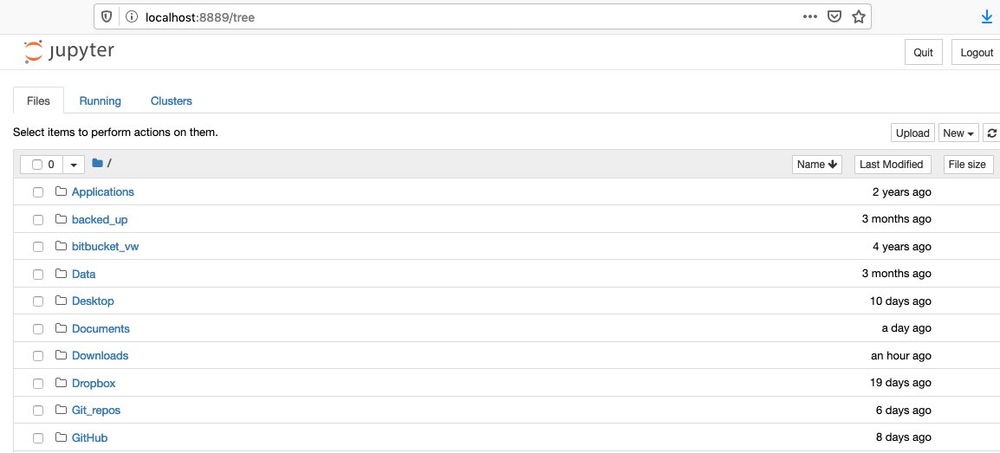 localhost:8889/tree
jupyter
Quit Logout
Files Running Clusters
Select items to perform actions on them.
Upload New
0 / Name Last Modified File size
Applications 2 years ago
backed_up 3 months ago
bitbucket_vw 4 years ago
Data 3 months ago
Desktop 10 days ago
Documents a day ago
Downloads an hour ago
Dropbox 19 days ago
Git_repos 6 days ago
GitHub 8 days ago